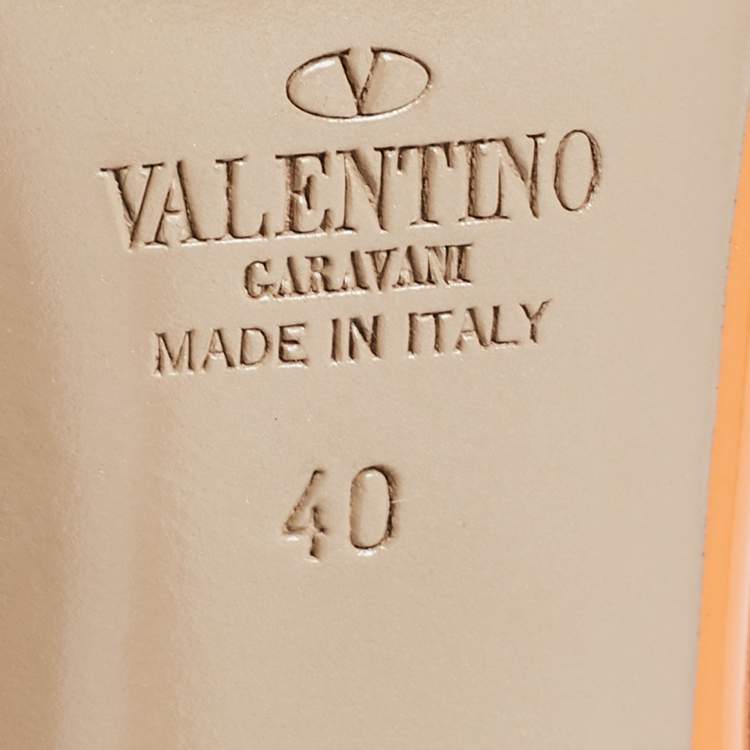 V
VALENTINO
GARAVANI
MADE IN ITALY
40